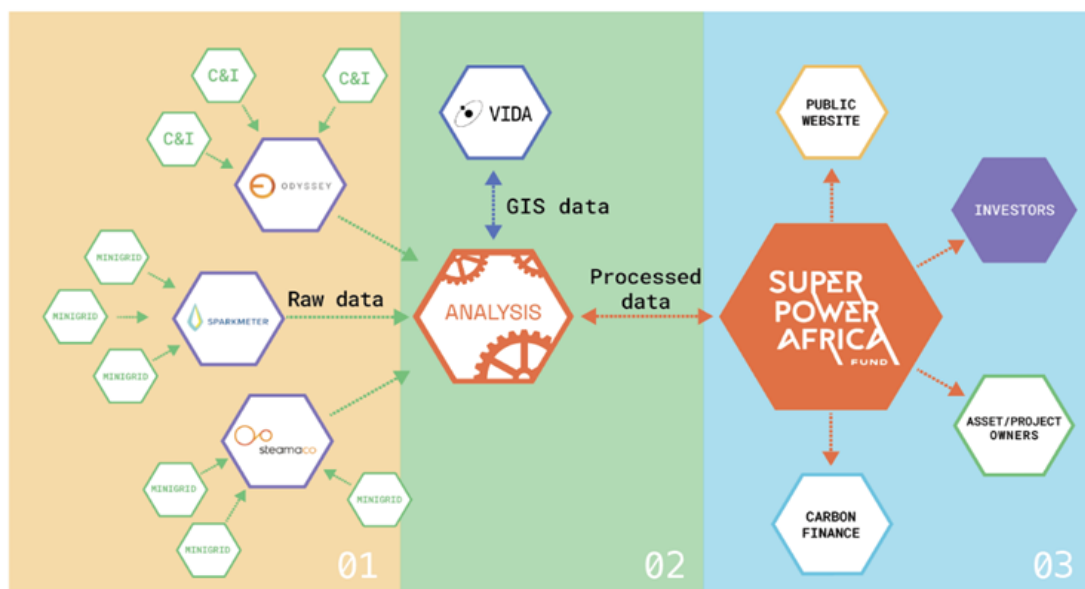 C&I
C&I
C&I
ODYSSEY
MINIGRID
MINIGRID
MINIGRID
SPARKMETER
Raw data
MINIGRID
MINIGRID
MINIGRID
steamaco
01
VIDA
GIS data
ANALYSIS
Processed
data
02
PUBLIC
WEBSITE
INVESTORS
SUPER
POWER
AFRICA
FUND
ASSET/PROJECT
OWNERS
CARBON
FINANCE
03